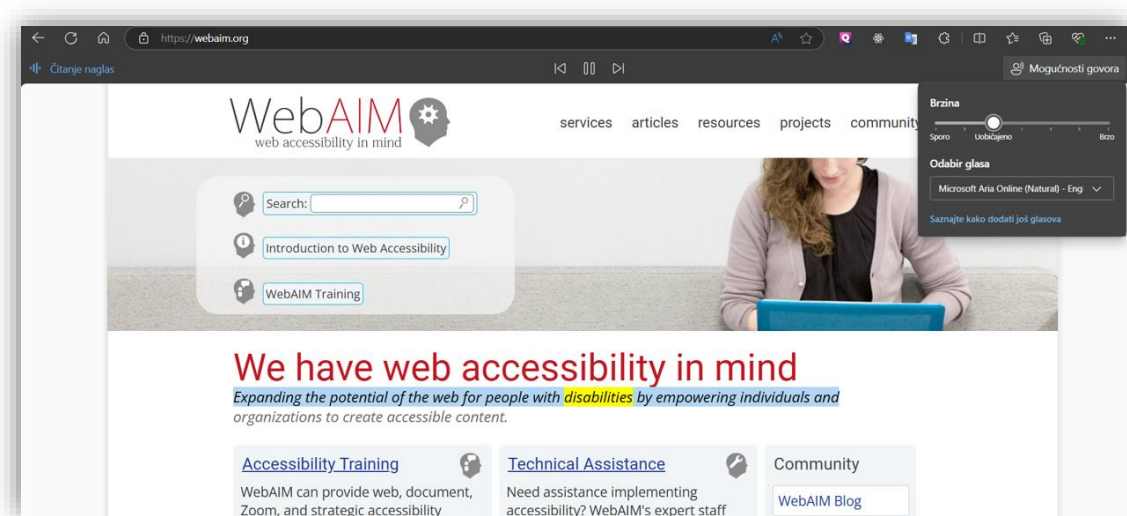 https://webaim.org
Čitanje naglas
Mogućnosti govora
Brzina
Sporo Uobičajeno Brzo
Odabir glasa
Microsoft Aria Online (Natural) - Eng
Saznajte kako dodati još glasova
WebAIM
web accessibility in mind
services articles resources projects community
Search:
Introduction to Web Accessibility
WebAIM Training
We have web accessibility in mind
Expanding the potential of the web for people with disabilities by empowering individuals and
organizations to create accessible content.
Accessibility Training
WebAIM can provide web, document,
Zoom, and strategic accessibility
Technical Assistance
Need assistance implementing
accessibility? WebAIM's expert staff
Community
WebAIM Blog